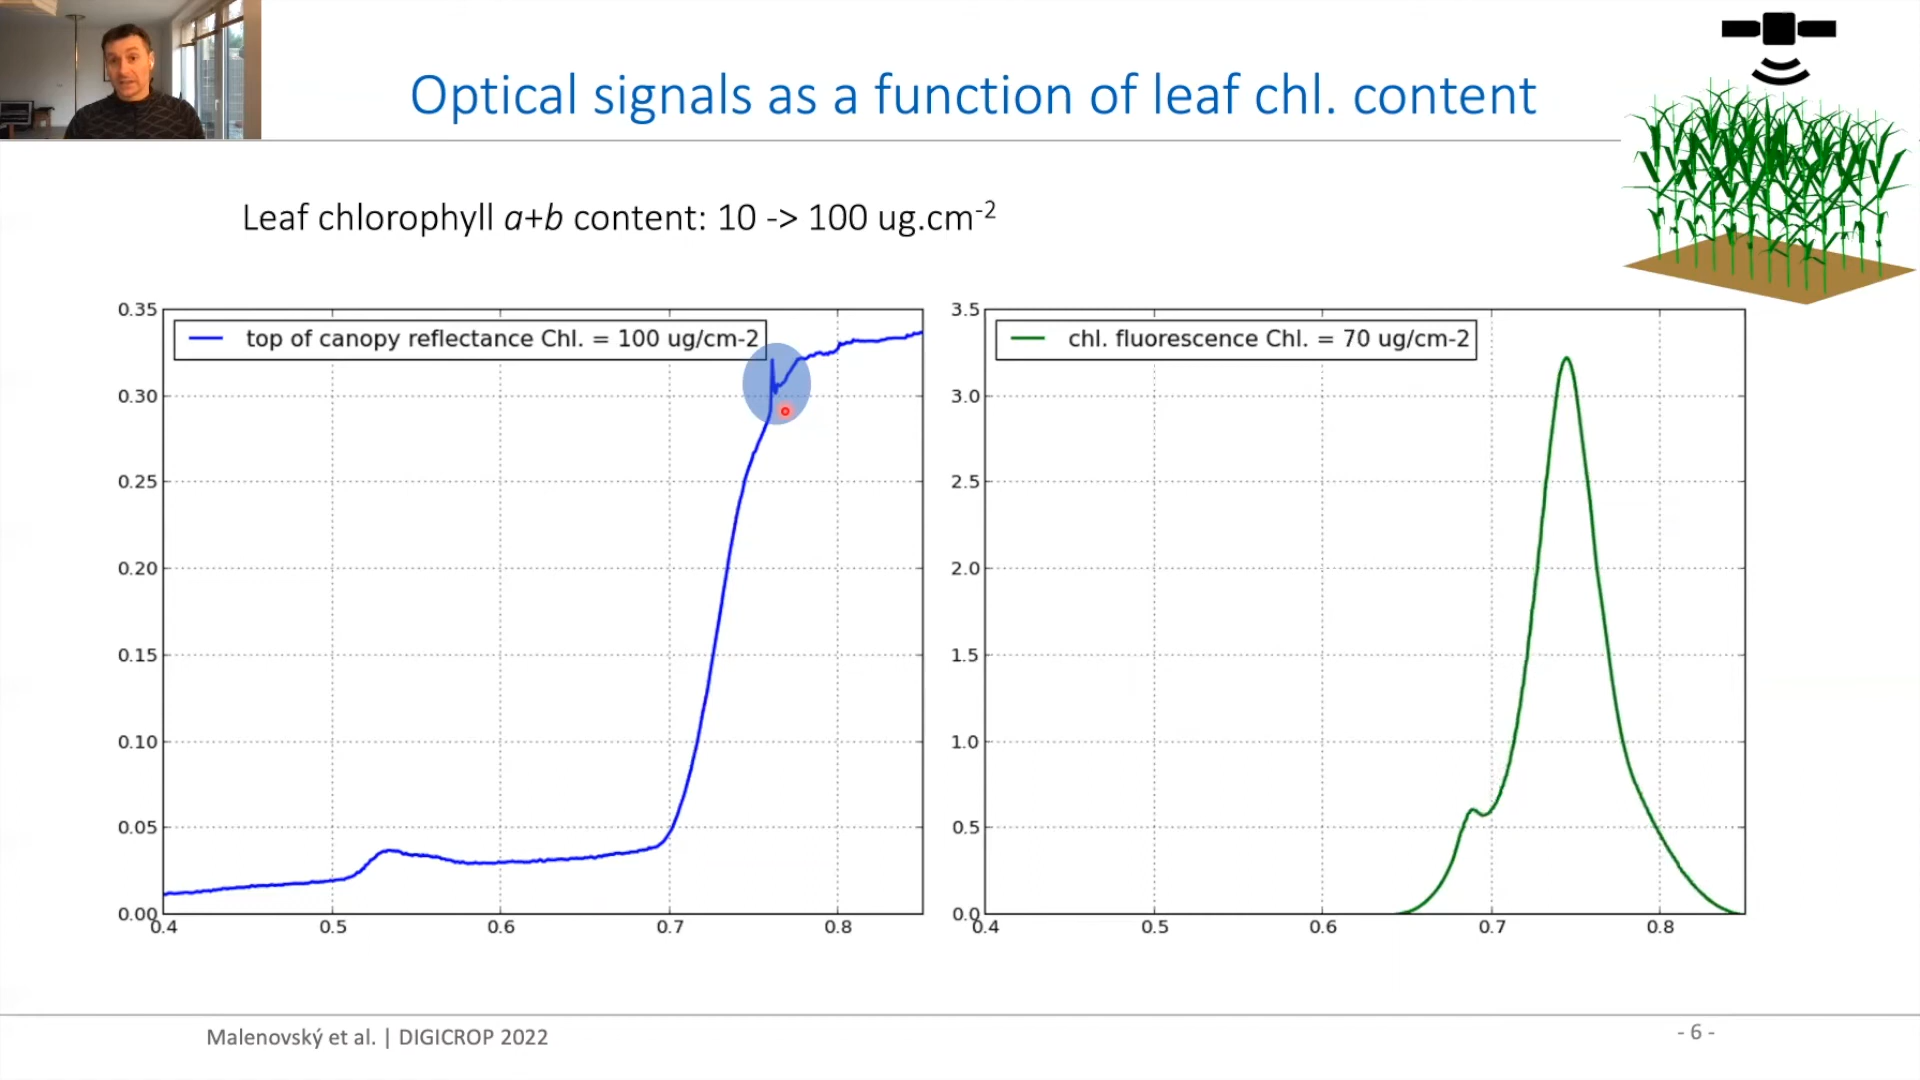 Optical signals as a function of leaf chl. content
Leaf chlorophyll a+b content: 10 -> 100 ug.cm-2
0.35
0.30
0.25
0.20
0.15
0.10
0.05
0.00
top of canopy reflectance Chl. = 100 ug/cm-2
0.4 0.5 0.6 0.7 0.8
3.5
3.0
2.5
2.0
1.5
1.0
0.5
0.0
chl. fluorescence Chl. = 70 ug/cm-2
0.4 0.5 0.6 0.7 0.8
Malenovský et al. | DIGICROP 2022
- 6 -